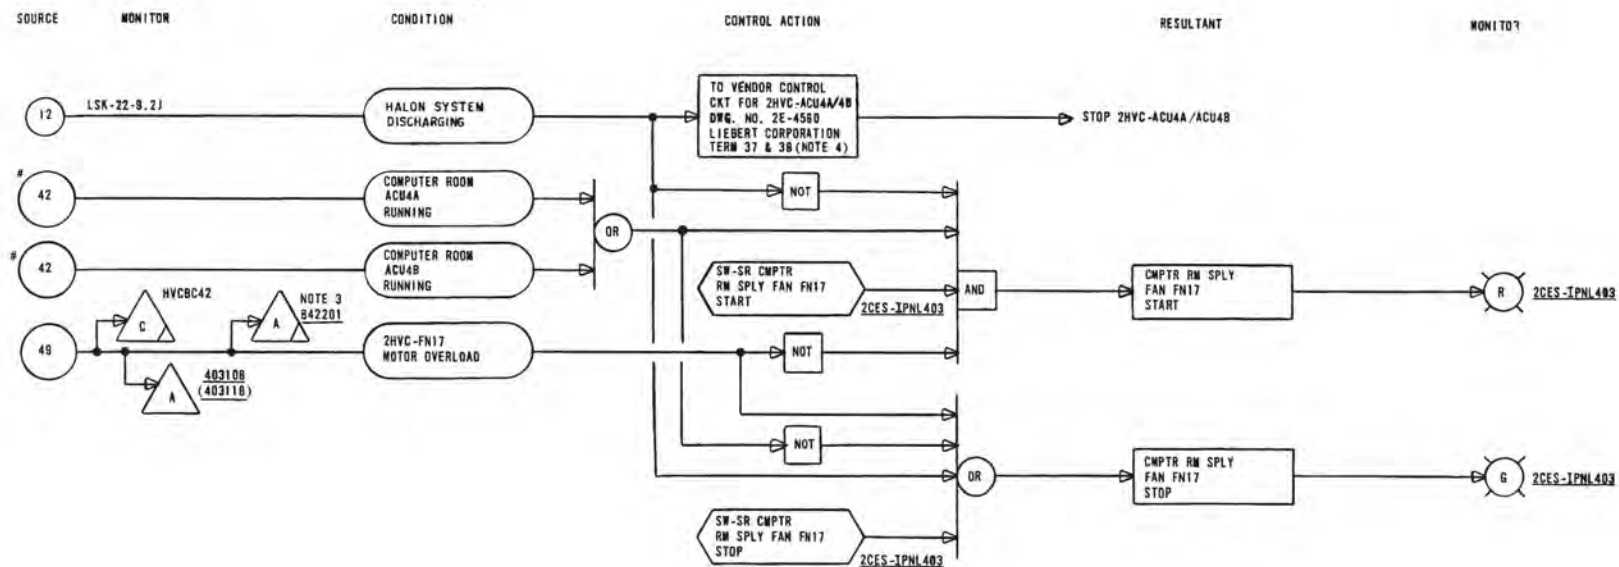 SOURCE MONITOR CONDITION CONTROL ACTION RESULTANT MONITOR
12
LSK-22-8.2J
HALON SYSTEM
DISCHARGING
TO VENDOR CONTROL
CKT FOR 2HVC-ACU4A/4B
DWG. NO. 2E-4560
LIEBERT CORPORATION
TERM 37 & 38 (NOTE 4)
STOP 2HVC-ACU4A/ACU4B
#
42
COMPUTER ROOM
ACU4A
RUNNING
NOT
OR
#
42
COMPUTER ROOM
ACU4B
RUNNING
SW-SR CMPTR
RM SPLY FAN FN17
START
2CES-IPNL403
AND
CMPTR RM SPLY
FAN FN17
START
R
2CES-IPNL403
HVCBC42
C
A
NOTE 3
842201
49
2HVC-FN17
MOTOR OVERLOAD
NOT
A
403108
(403118)
NOT
OR
CMPTR RM SPLY
FAN FN17
STOP
G
2CES-IPNL403
SW-SR CMPTR
RM SPLY FAN FN17
STOP
2CES-IPNL403